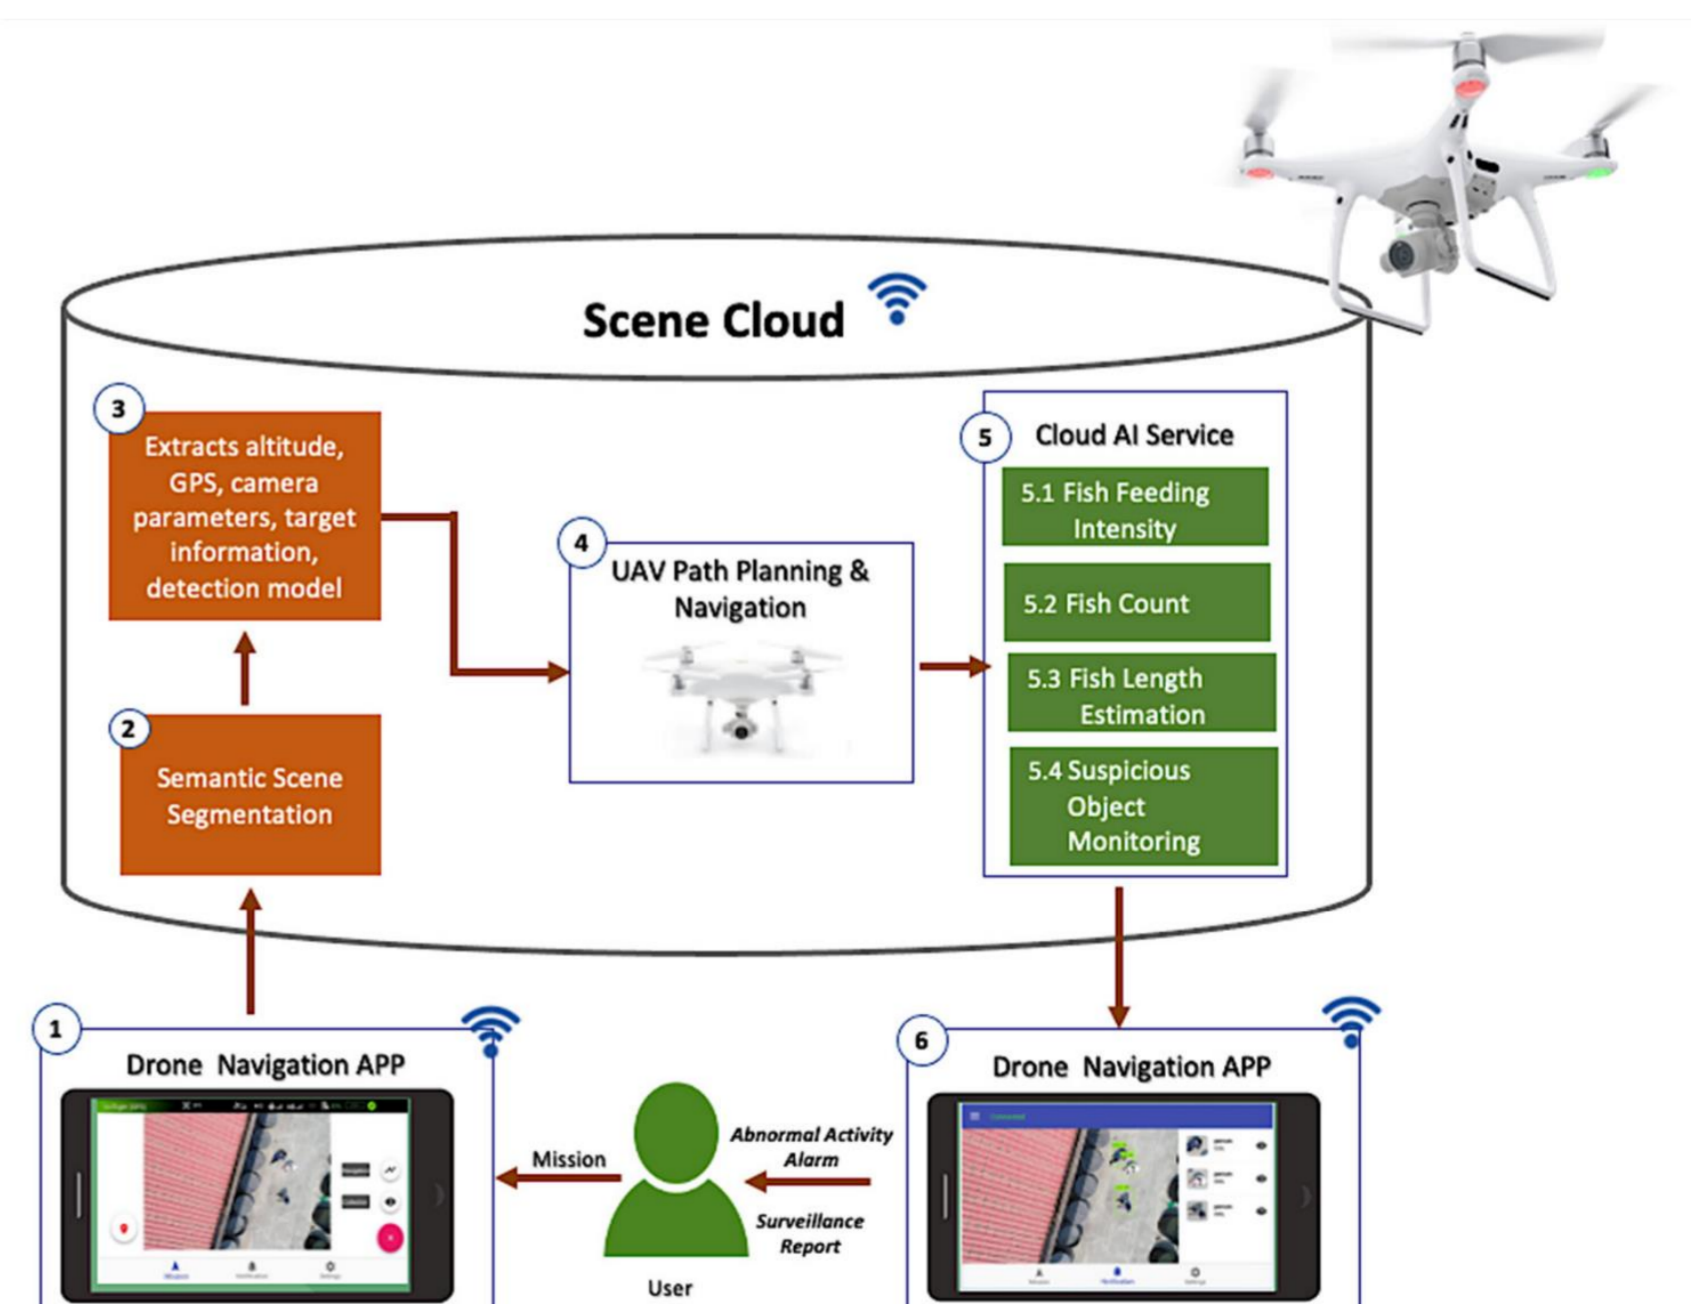 Scene Cloud
3
Extracts altitude,
GPS, camera
parameters, target
information,
detection model
2
Semantic Scene
Segmentation
4
UAV Path Planning &
Navigation
5
Cloud AI Service
5.1 Fish Feeding
Intensity
5.2 Fish Count
5.3 Fish Length
Estimation
5.4 Suspicious
Object
Monitoring
1
Drone Navigation APP
Mission
User
Abnormal Activity
Alarm
Surveillance
Report
6
Drone Navigation APP